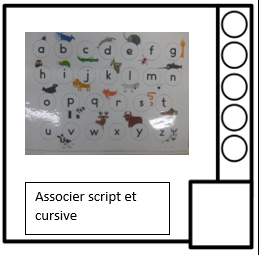 a b c d e f g
h i j k l m n
o p q r s t
u v w x y z
Associer script et
cursive